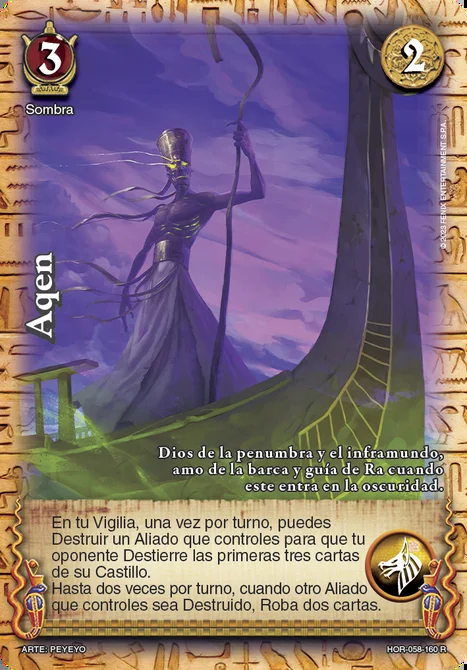 3
2
Sombra
© 2023 FENIX ENTERTAINMENT S.P.A.
Aqen
Dios de la penumbra y el inframundo,
amo de la barca y guía de Ra cuando
este entra en la oscuridad.
En tu Vigilia, una vez por turno, puedes
Destruir un Aliado que controles para que tu
oponente Destierre las primeras tres cartas
de su Castillo.
Hasta dos veces por turno, cuando otro Aliado
que controles sea Destruido, Roba dos cartas.
ARTE: PEYEYO
HOR-058-160 R